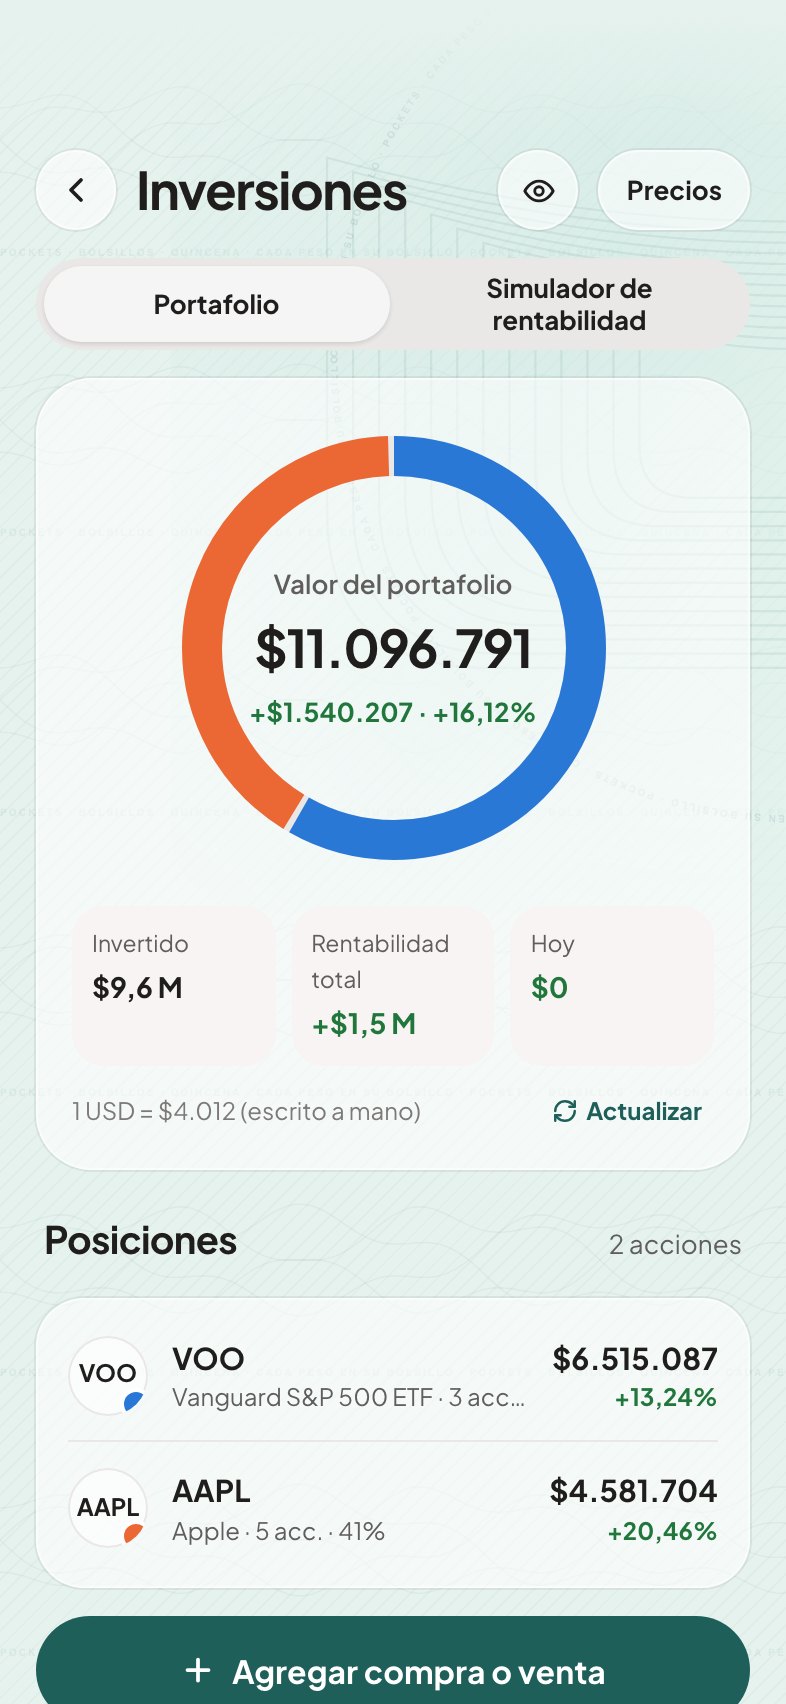 Inversiones
Precios
Portafolio
Simulador de
rentabilidad
Valor del portafolio
$11.096.791
+$1.540.207 · +16,12%
Invertido
$9,6 M
Rentabilidad
total
+$1,5 M
Hoy
$0
1 USD = $4.012 (escrito a mano)
Actualizar
Posiciones
2 acciones
VOO
VOO
$6.515.087
Vanguard S&P 500 ETF · 3 acc...
+13,24%
AAPL
AAPL
$4.581.704
Apple · 5 acc. · 41%
+20,46%
Agregar compra o venta